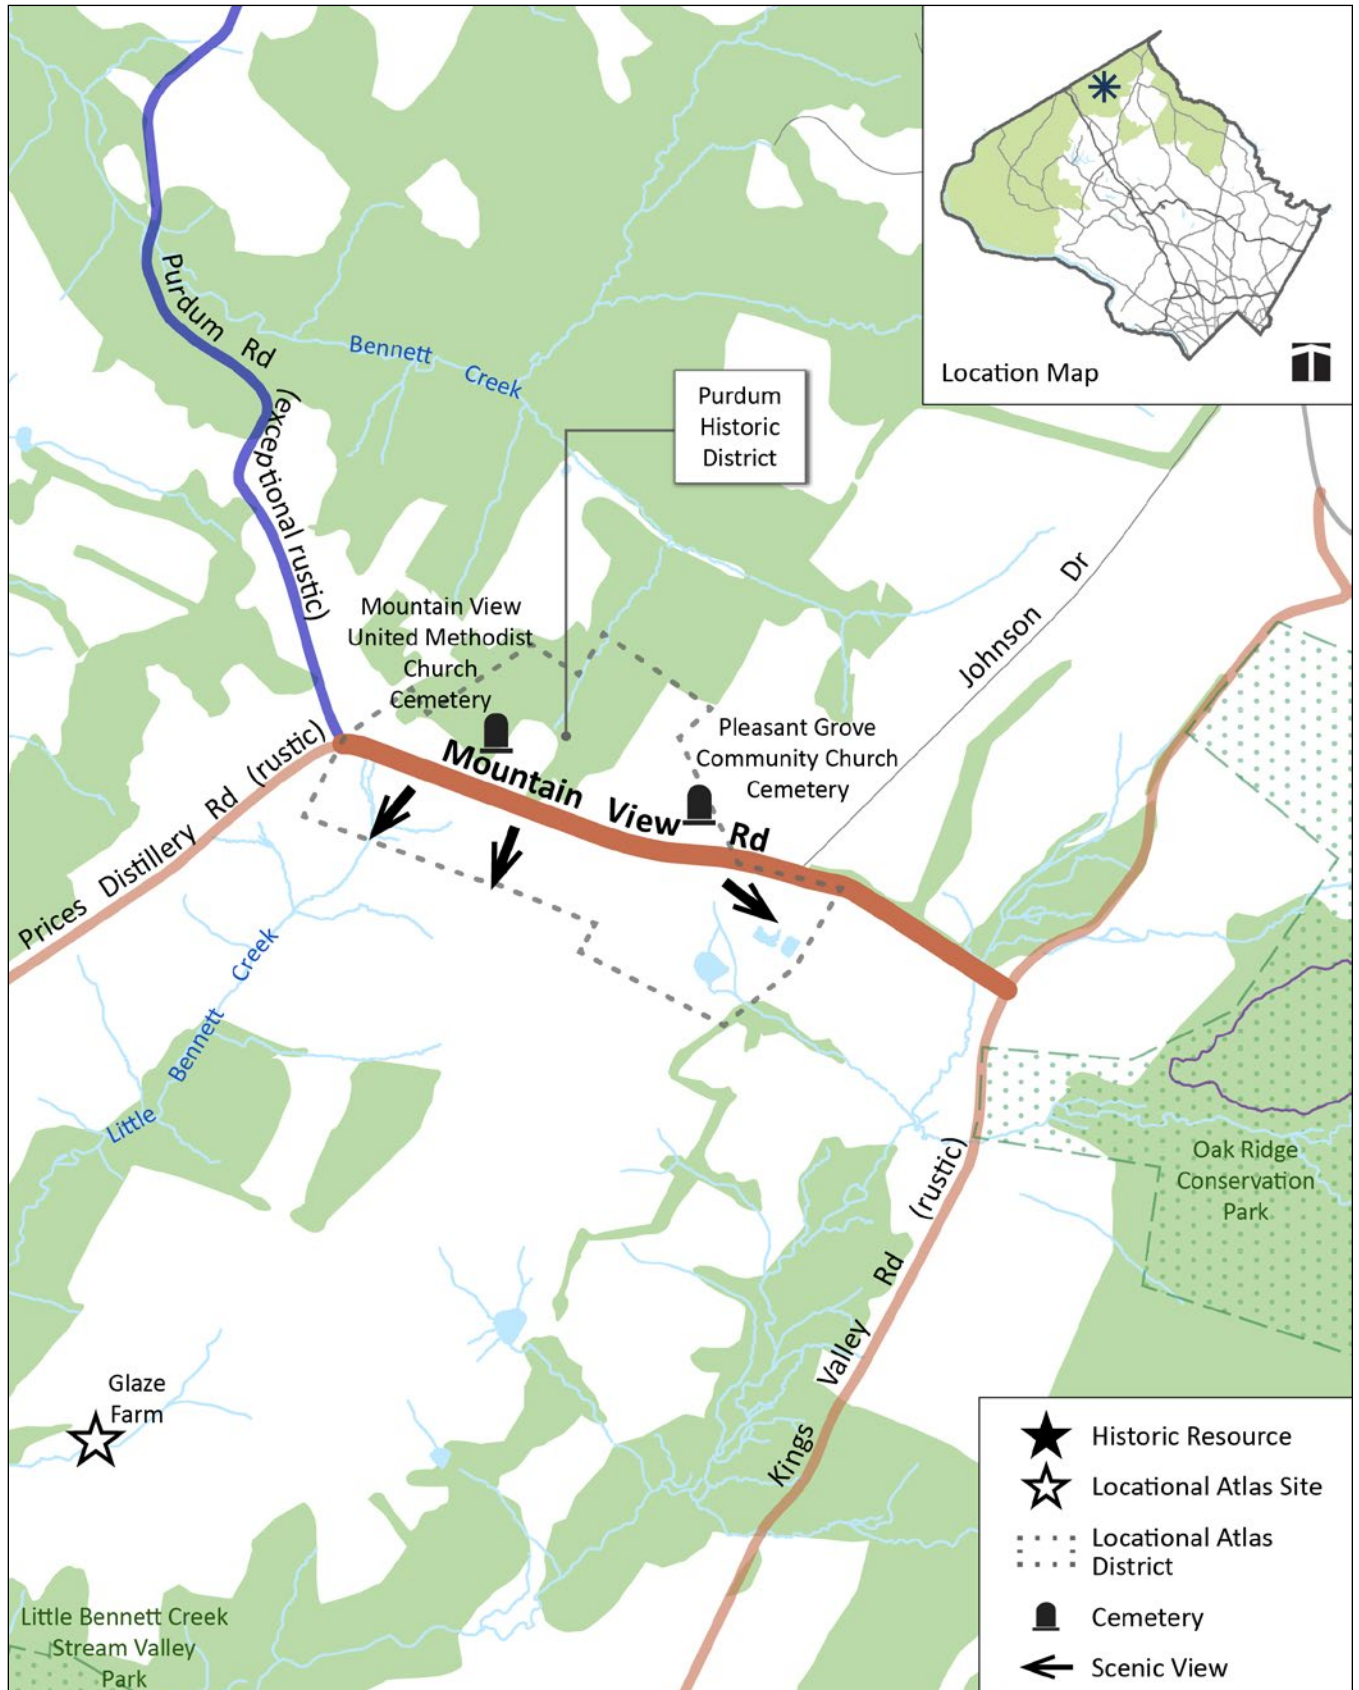 Location Map
Purdum Rd (exceptional rustic)
Bennett Creek
Purdum
Historic
District
Johnson Dr
Mountain View
United Methodist
Church
Cemetery
Pleasant Grove
Community Church
Cemetery
Mountain View Rd
Prices Distillery Rd (rustic)
Little Bennett Creek
Oak Ridge
Conservation
Park
Kings Valley Rd (rustic)
Glaze
Farm
Little Bennett Creek
Stream Valley
Park
Historic Resource
Locational Atlas Site
Locational Atlas
District
Cemetery
Scenic View